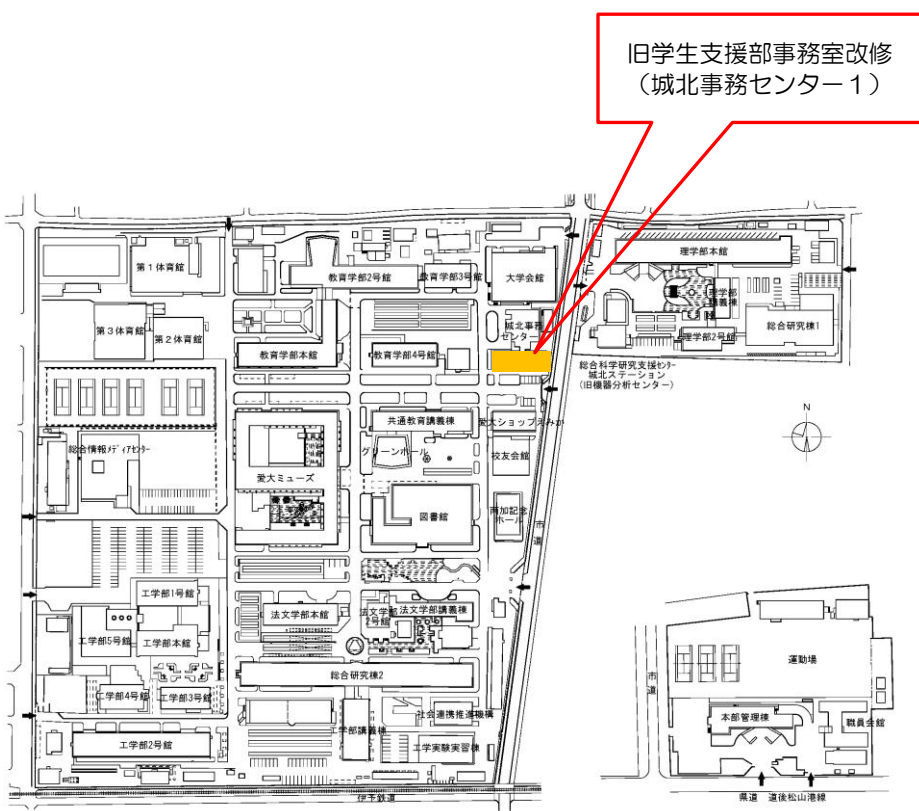 旧学生支援部事務室改修
（城北事務センター１）
第１体育館
教育学部2号館
教育学部3号館
大学会館
理学部本館
理学部
講義棟
総合研究棟1
理学部2号館
第３体育館
第２体育館
城北事務
センター
教育学部本館
教育学部4号館
総合科学研究支援センター
城北ステーション
（旧機器分析センター）
N
共通教育講義棟
愛大ショップえみか
グリーンホール
校友会館
総合情報メディアセンター
愛大ミューズ
図書館
南加記念
ホール
市道
工学部1号館
法文学部本館
法文学部
2号館
法文学部講義棟
工学部5号館
工学部本館
総合研究棟2
運動場
市道
工学部4号館
工学部3号館
社会連携推進機構
本部管理棟
職員会館
工学部講義棟
工学部2号館
工学実験実習棟
伊予鉄道
県道 道後松山港線